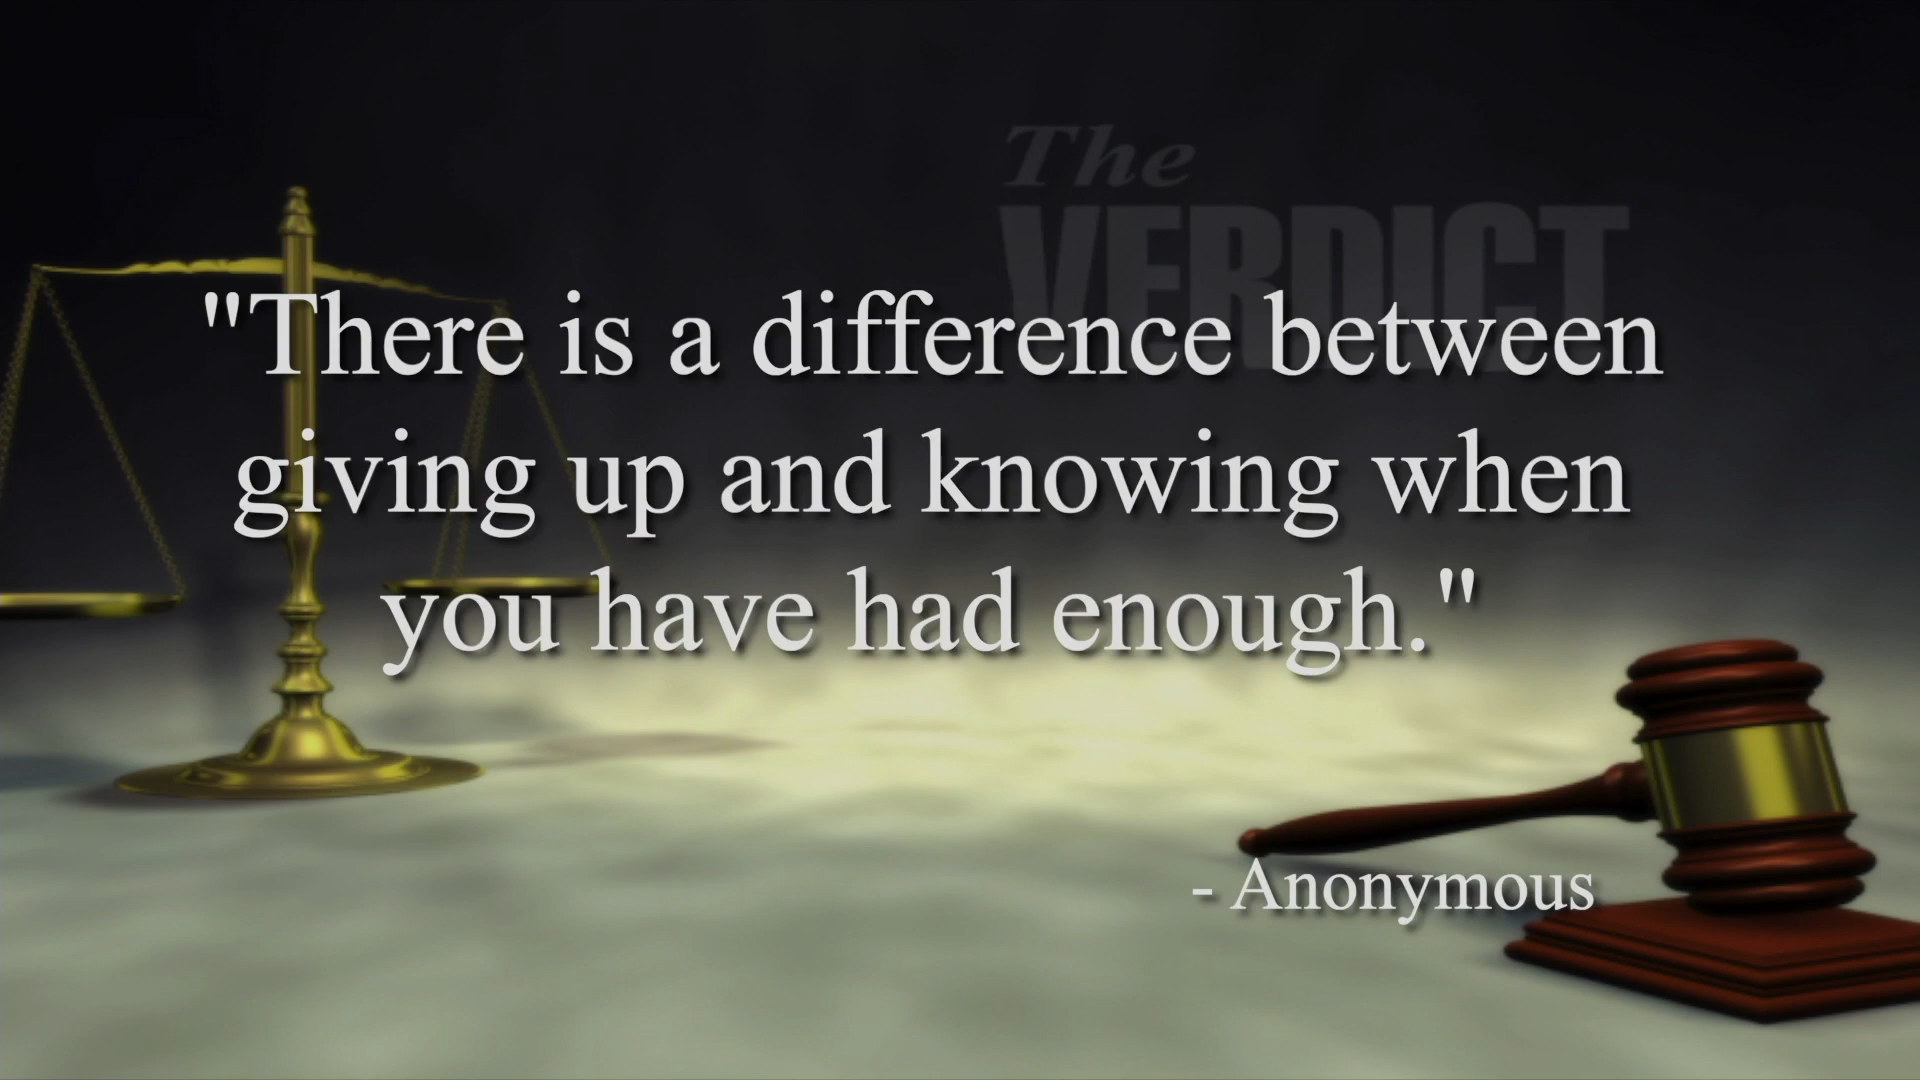 The
VERDICT
"There is a difference between
giving up and knowing when
you have had enough."
- Anonymous